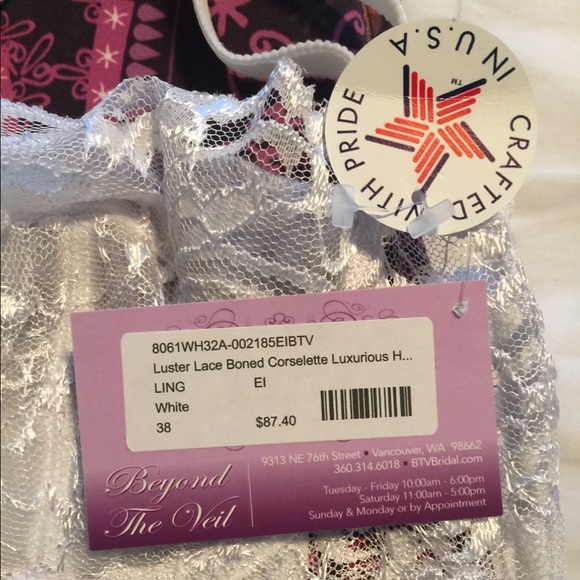 CRAFTED WITH PRIDE IN U.S.A
TM
8061WH32A-002185EIBTV
Luster Lace Boned Corselette Luxurious H...
LING EI
White
38 $87.40
9313 NE 76th Street • Vancouver, WA 98662
360.314.6018 • BTVBridal.com
Tuesday - Friday 10:00am - 6:00pm
Saturday 11:00am - 5:00pm
Sunday & Monday or by Appointment
Beyond
The Veil